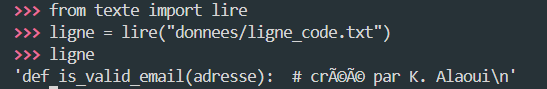 >>> from texte import lire
>>> ligne = lire("donnees/ligne_code.txt")
>>> ligne
'def is_valid_email(adresse):  # crÃ©Ã© par K. Alaoui\n'